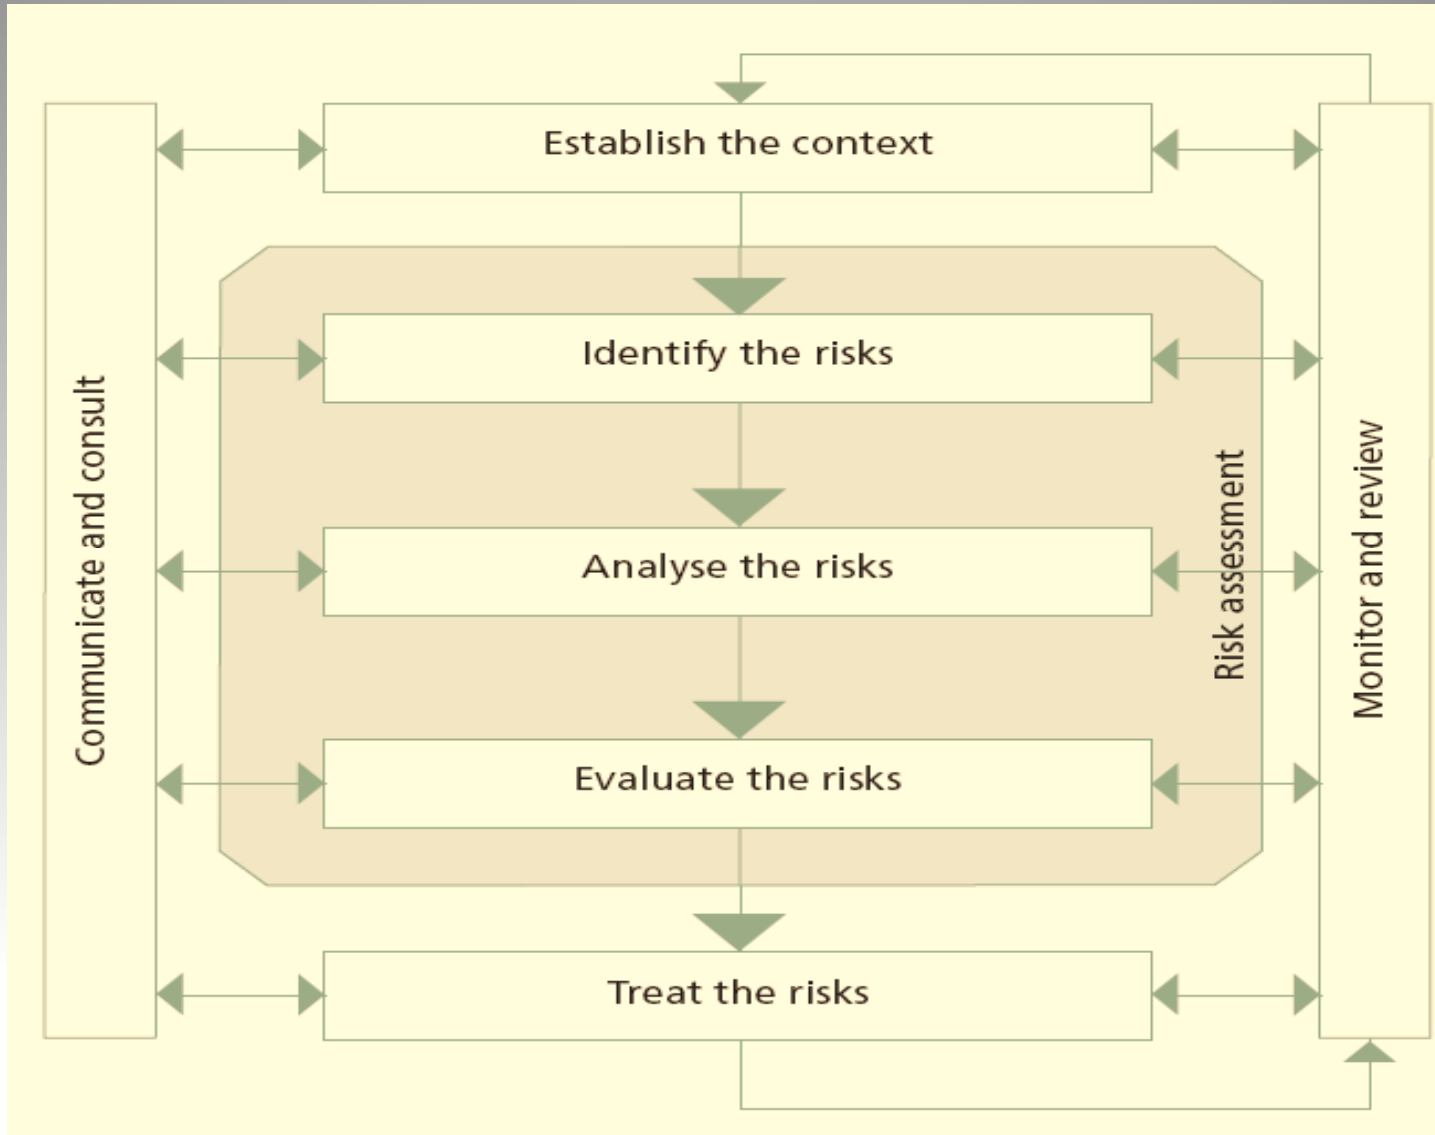 Establish the context
Communicate and consult
Identify the risks
Analyse the risks
Evaluate the risks
Risk assessment
Monitor and review
Treat the risks